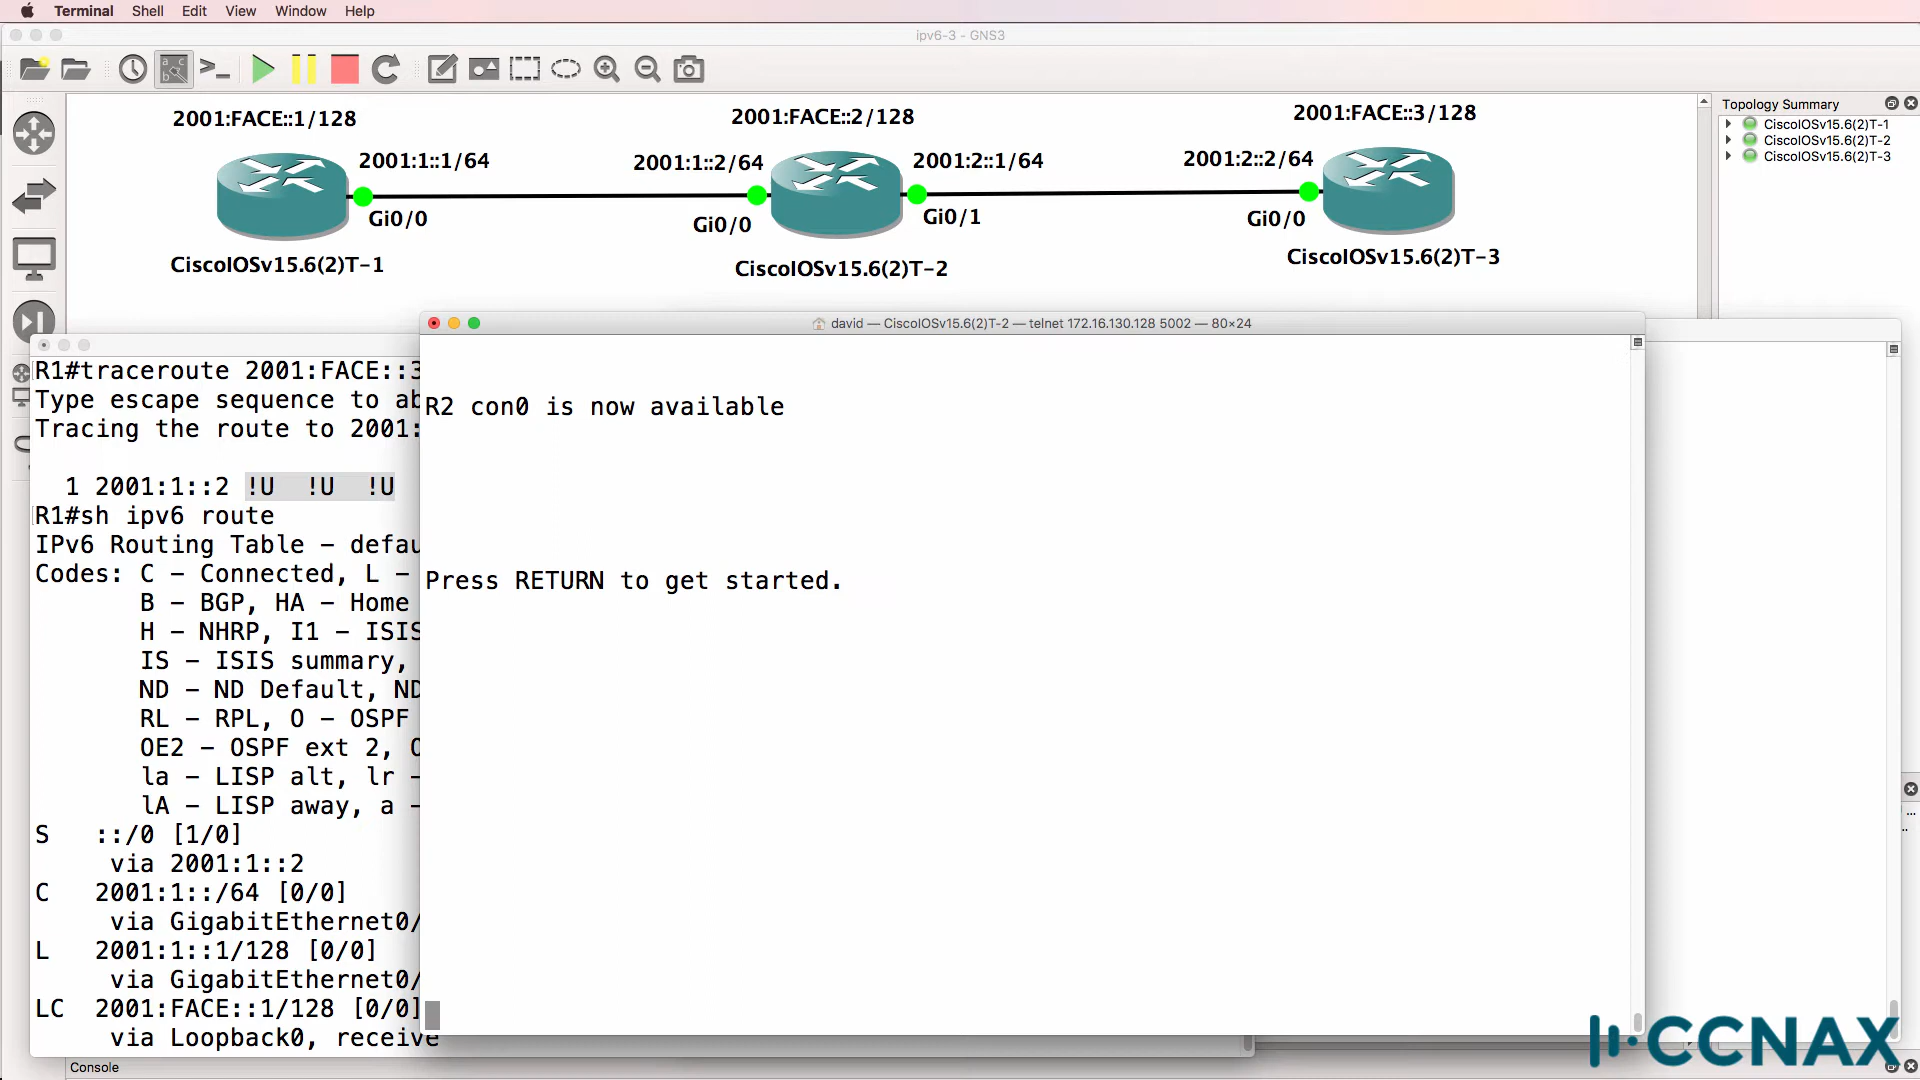 Terminal Shell Edit View Window Help
ipv6-3 - GNS3
2001:FACE::1/128
2001:FACE::2/128
2001:FACE::3/128
2001:1::1/64
2001:1::2/64
2001:2::1/64
2001:2::2/64
Gi0/0
Gi0/0
Gi0/1
Gi0/0
CiscoIOSv15.6(2)T-1
CiscoIOSv15.6(2)T-2
CiscoIOSv15.6(2)T-3
Topology Summary
CiscoIOSv15.6(2)T-1
CiscoIOSv15.6(2)T-2
CiscoIOSv15.6(2)T-3
R1#traceroute 2001:FACE::3
Type escape sequence to ab
Tracing the route to 2001:
1 2001:1::2 !U !U !U
R1#sh ipv6 route
IPv6 Routing Table - defau
Codes: C - Connected, L -
B - BGP, HA - Home
H - NHRP, I1 - ISIS
IS - ISIS summary,
ND - ND Default, ND
RL - RPL, O - OSPF
OE2 - OSPF ext 2, O
la - LISP alt, lr -
lA - LISP away, a -
S ::/0 [1/0]
via 2001:1::2
C 2001:1::/64 [0/0]
via GigabitEthernet0/
L 2001:1::1/128 [0/0]
via GigabitEthernet0/
LC 2001:FACE::1/128 [0/0]
via Loopback0, receive
david — CiscoIOSv15.6(2)T-2 — telnet 172.16.130.128 5002 — 80×24
R2 con0 is now available
Press RETURN to get started.
Console
CCNAX